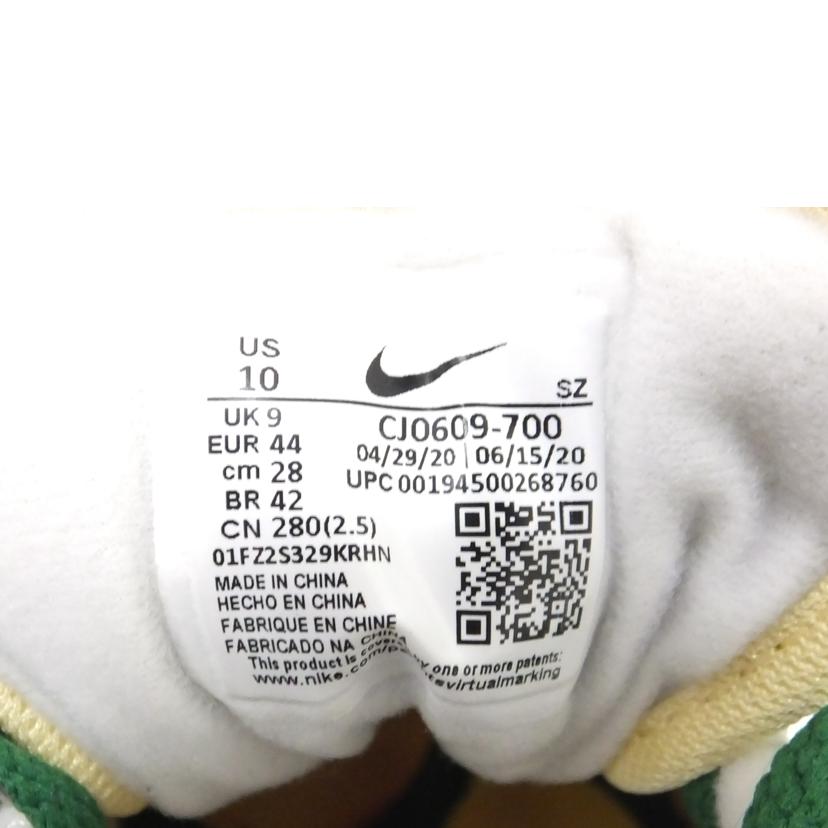 US
10
SZ
UK 9
CJ0609-700
EUR 44
04/29/20 | 06/15/20
cm 28
UPC 00194500268760
BR 42
CN 280(2.5)
01FZ2S329KRHN
MADE IN CHINA
HECHO EN CHINA
FABRIQUE EN CHINE
FABRICADO NA CHINA
This product is covered by one or more patents:
www.nike.com/ virtualmarking